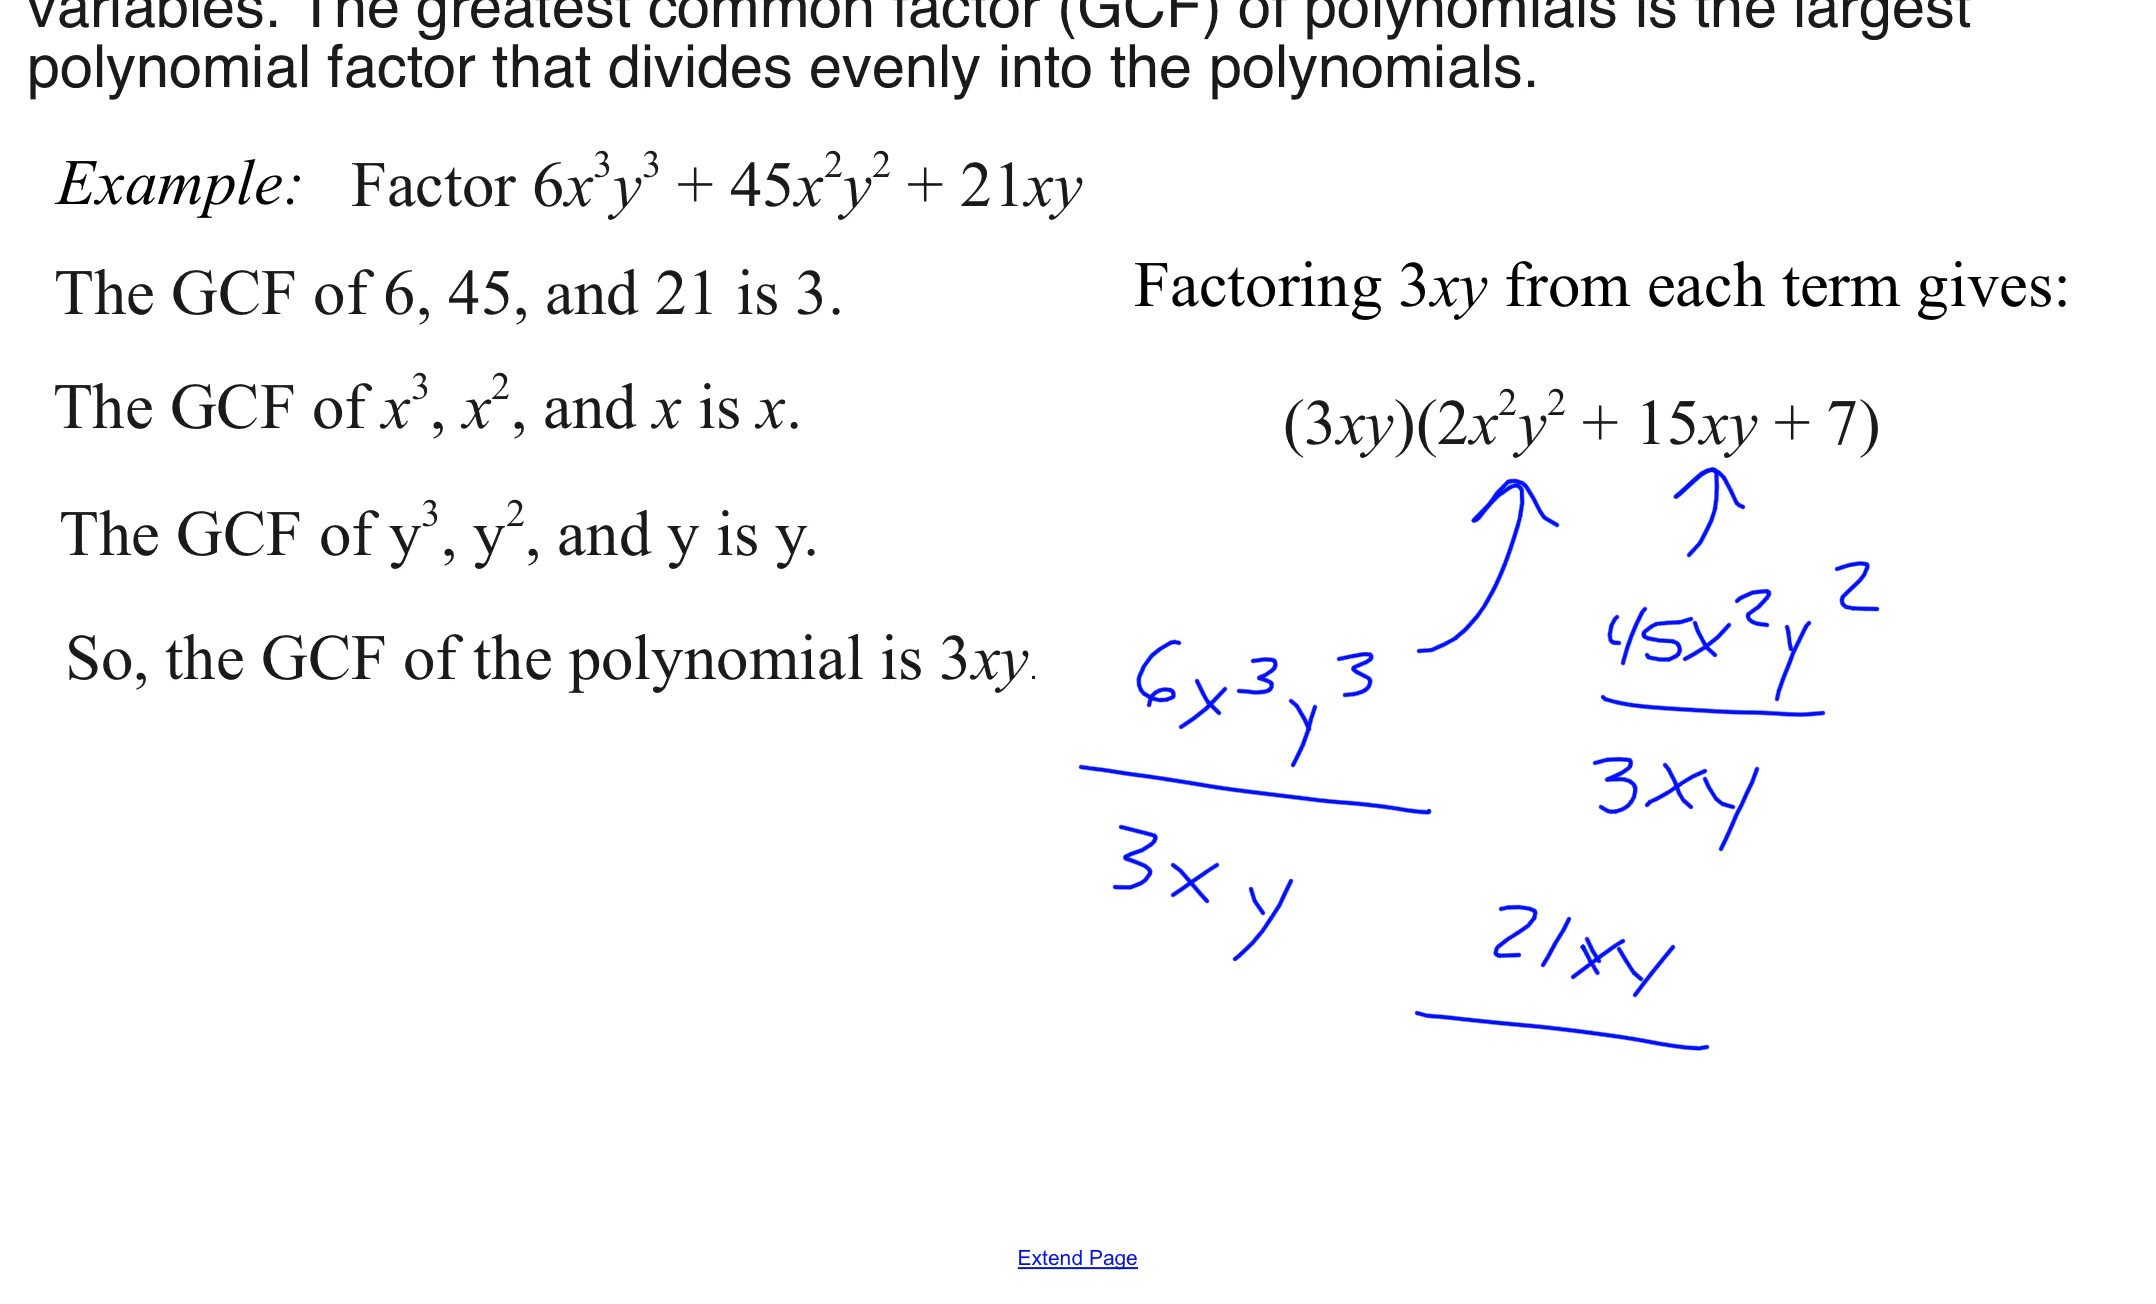 variables. The greatest common factor (GCF) of polynomials is the largest
polynomial factor that divides evenly into the polynomials.
Example: Factor 6x³y³ + 45x²y² + 21xy
The GCF of 6, 45, and 21 is 3.
The GCF of x³, x², and x is x.
The GCF of y³, y², and y is y.
So, the GCF of the polynomial is 3xy.
Factoring 3xy from each term gives:
(3xy)(2x²y² + 15xy + 7)
6x³y³
3xy
45x²y²
3xy
21xy
Extend Page